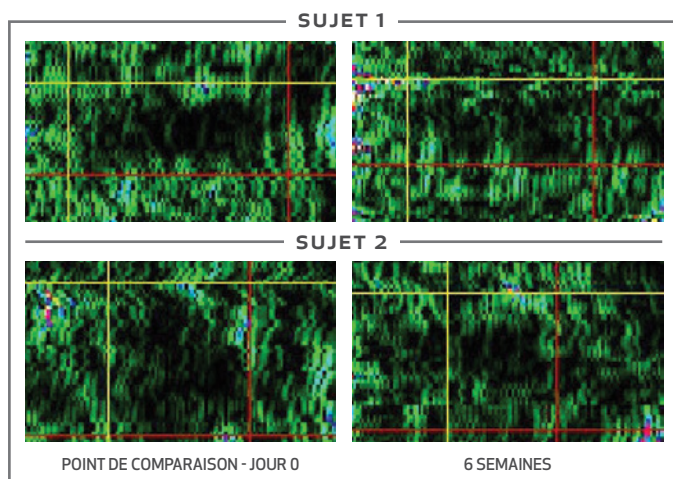 SUJET 1
SUJET 2
POINT DE COMPARAISON - JOUR 0
6 SEMAINES